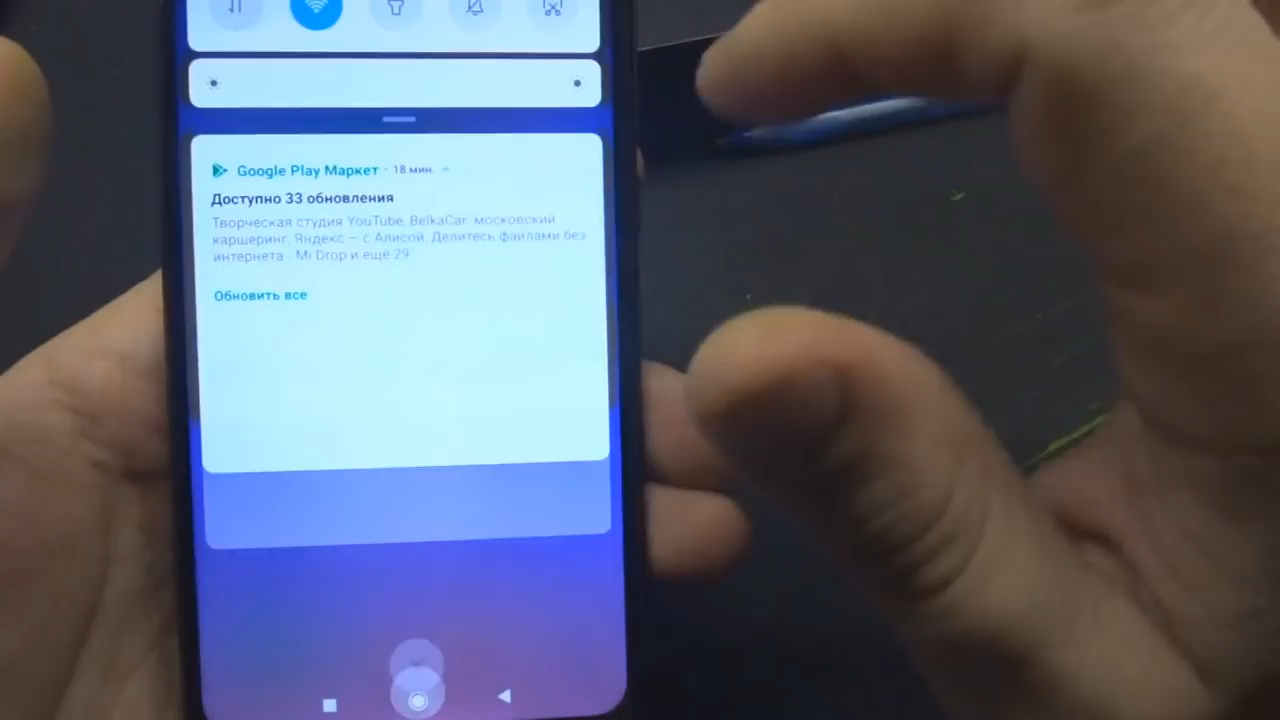 Google Play Маркет · 18 мин.
Доступно 33 обновления
Творческая студия YouTube, BelkaCar: московский
каршеринг, Яндекс — с Алисой, Делитесь файлами без
интернета - Mi Drop и ещё 29
Обновить все